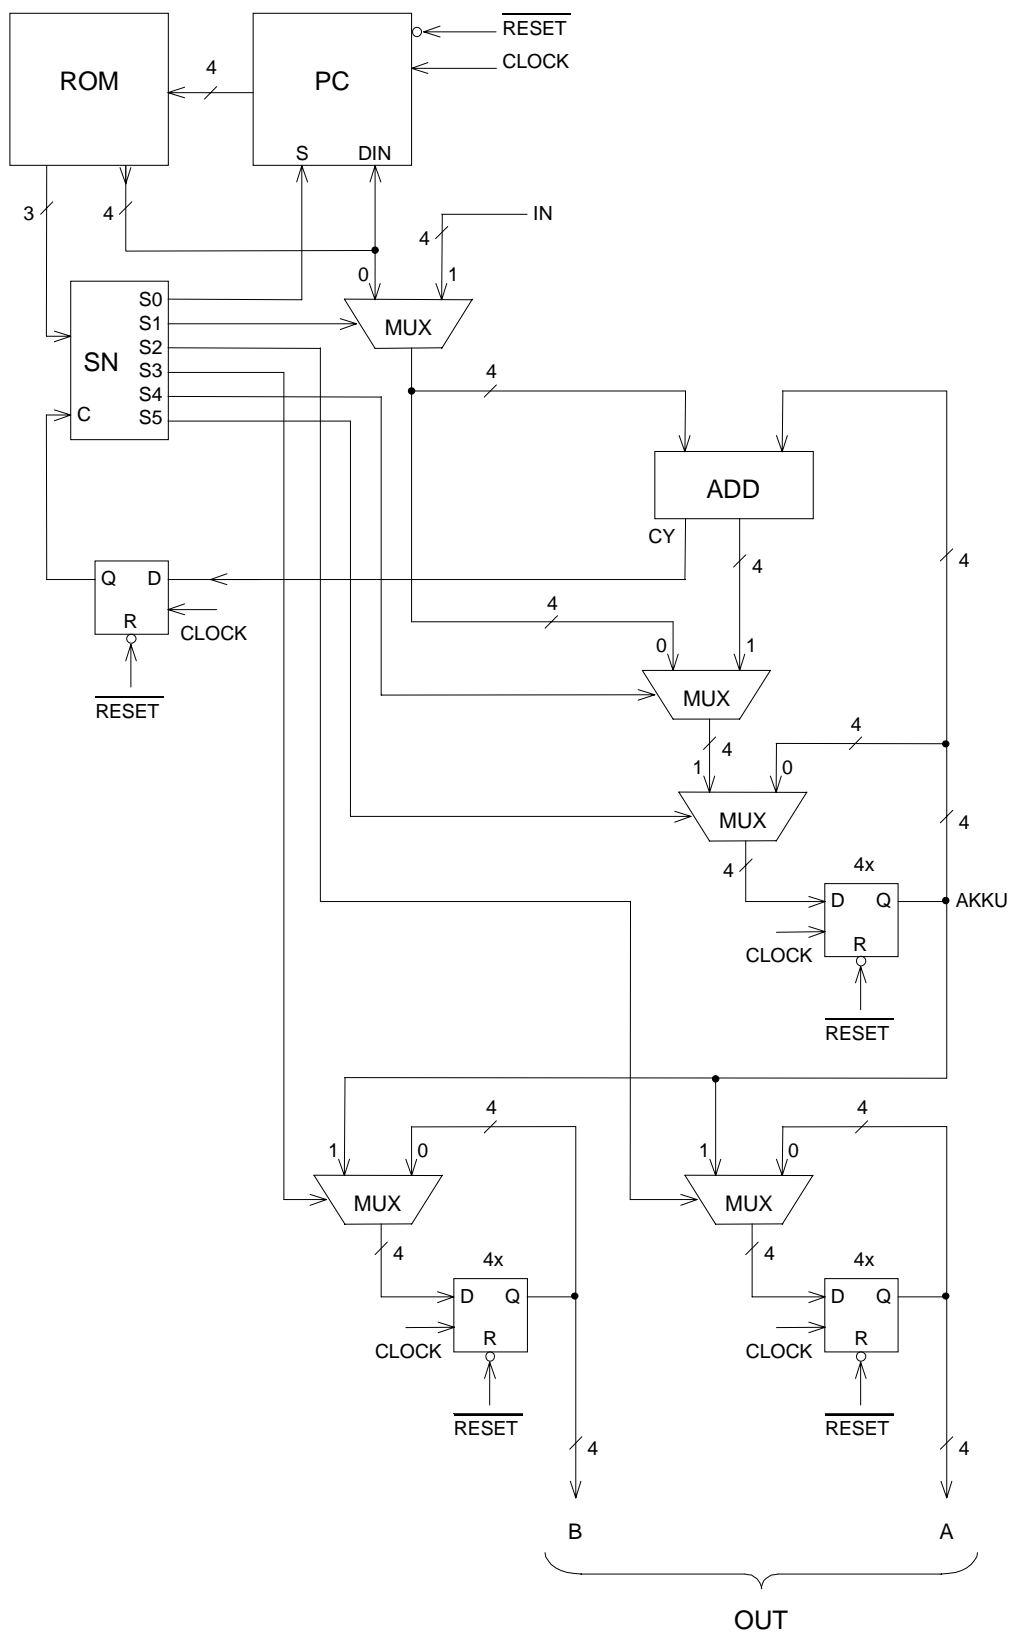 RESET
ROM
PC
CLOCK
4
S DIN
3
4
IN
4
0 1
S0
S1
MUX
S2
SN
S3
4
S4
C
S5
ADD
CY
4
4
Q D
4
R
CLOCK
0 1
RESET
MUX
4
4
1 0
MUX
4
4x
4
D Q
AKKU
R
CLOCK
RESET
4
4
1 0
1 0
MUX
MUX
4
4
4x
4x
D Q
D Q
R
R
CLOCK
CLOCK
RESET
RESET
4
4
B
A
OUT